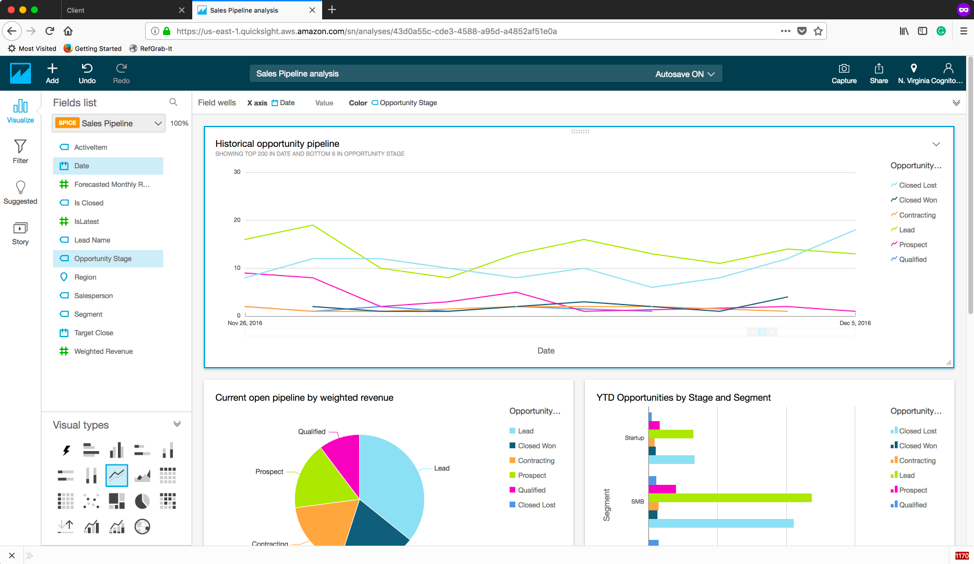 Client
Sales Pipeline analysis
https://us-east-1.quicksight.aws.amazon.com/sn/analyses/43d0a55c-cde3-4588-a95d-a4852af51e0a
Most Visited Getting Started RefGrab-It
Add Undo Redo
Sales Pipeline analysis Autosave ON
Capture Share N. Virginia Cognito...
Visualize
Filter
Suggested
Story
Fields list
SPICE Sales Pipeline 100%
ActiveItem
Date
Forecasted Monthly R...
Is Closed
IsLatest
Lead Name
Opportunity Stage
Region
Salesperson
Segment
Target Close
Weighted Revenue
Visual types
Field wells X axis Date Value Color Opportunity Stage
Historical opportunity pipeline
SHOWING TOP 200 IN DATE AND BOTTOM 6 IN OPPORTUNITY STAGE
30
20
10
0
Nov 26, 2016 Dec 5, 2016
Date
Opportunity...
Closed Lost
Closed Won
Contracting
Lead
Prospect
Qualified
Current open pipeline by weighted revenue
Qualified
Prospect
Lead
Contracting
Opportunity...
Lead
Closed Won
Contracting
Prospect
Qualified
Closed Lost
YTD Opportunities by Stage and Segment
Segment
Startup
SMB
Opportunity...
Closed Lost
Closed Won
Contracting
Lead
Prospect
Qualified
1170